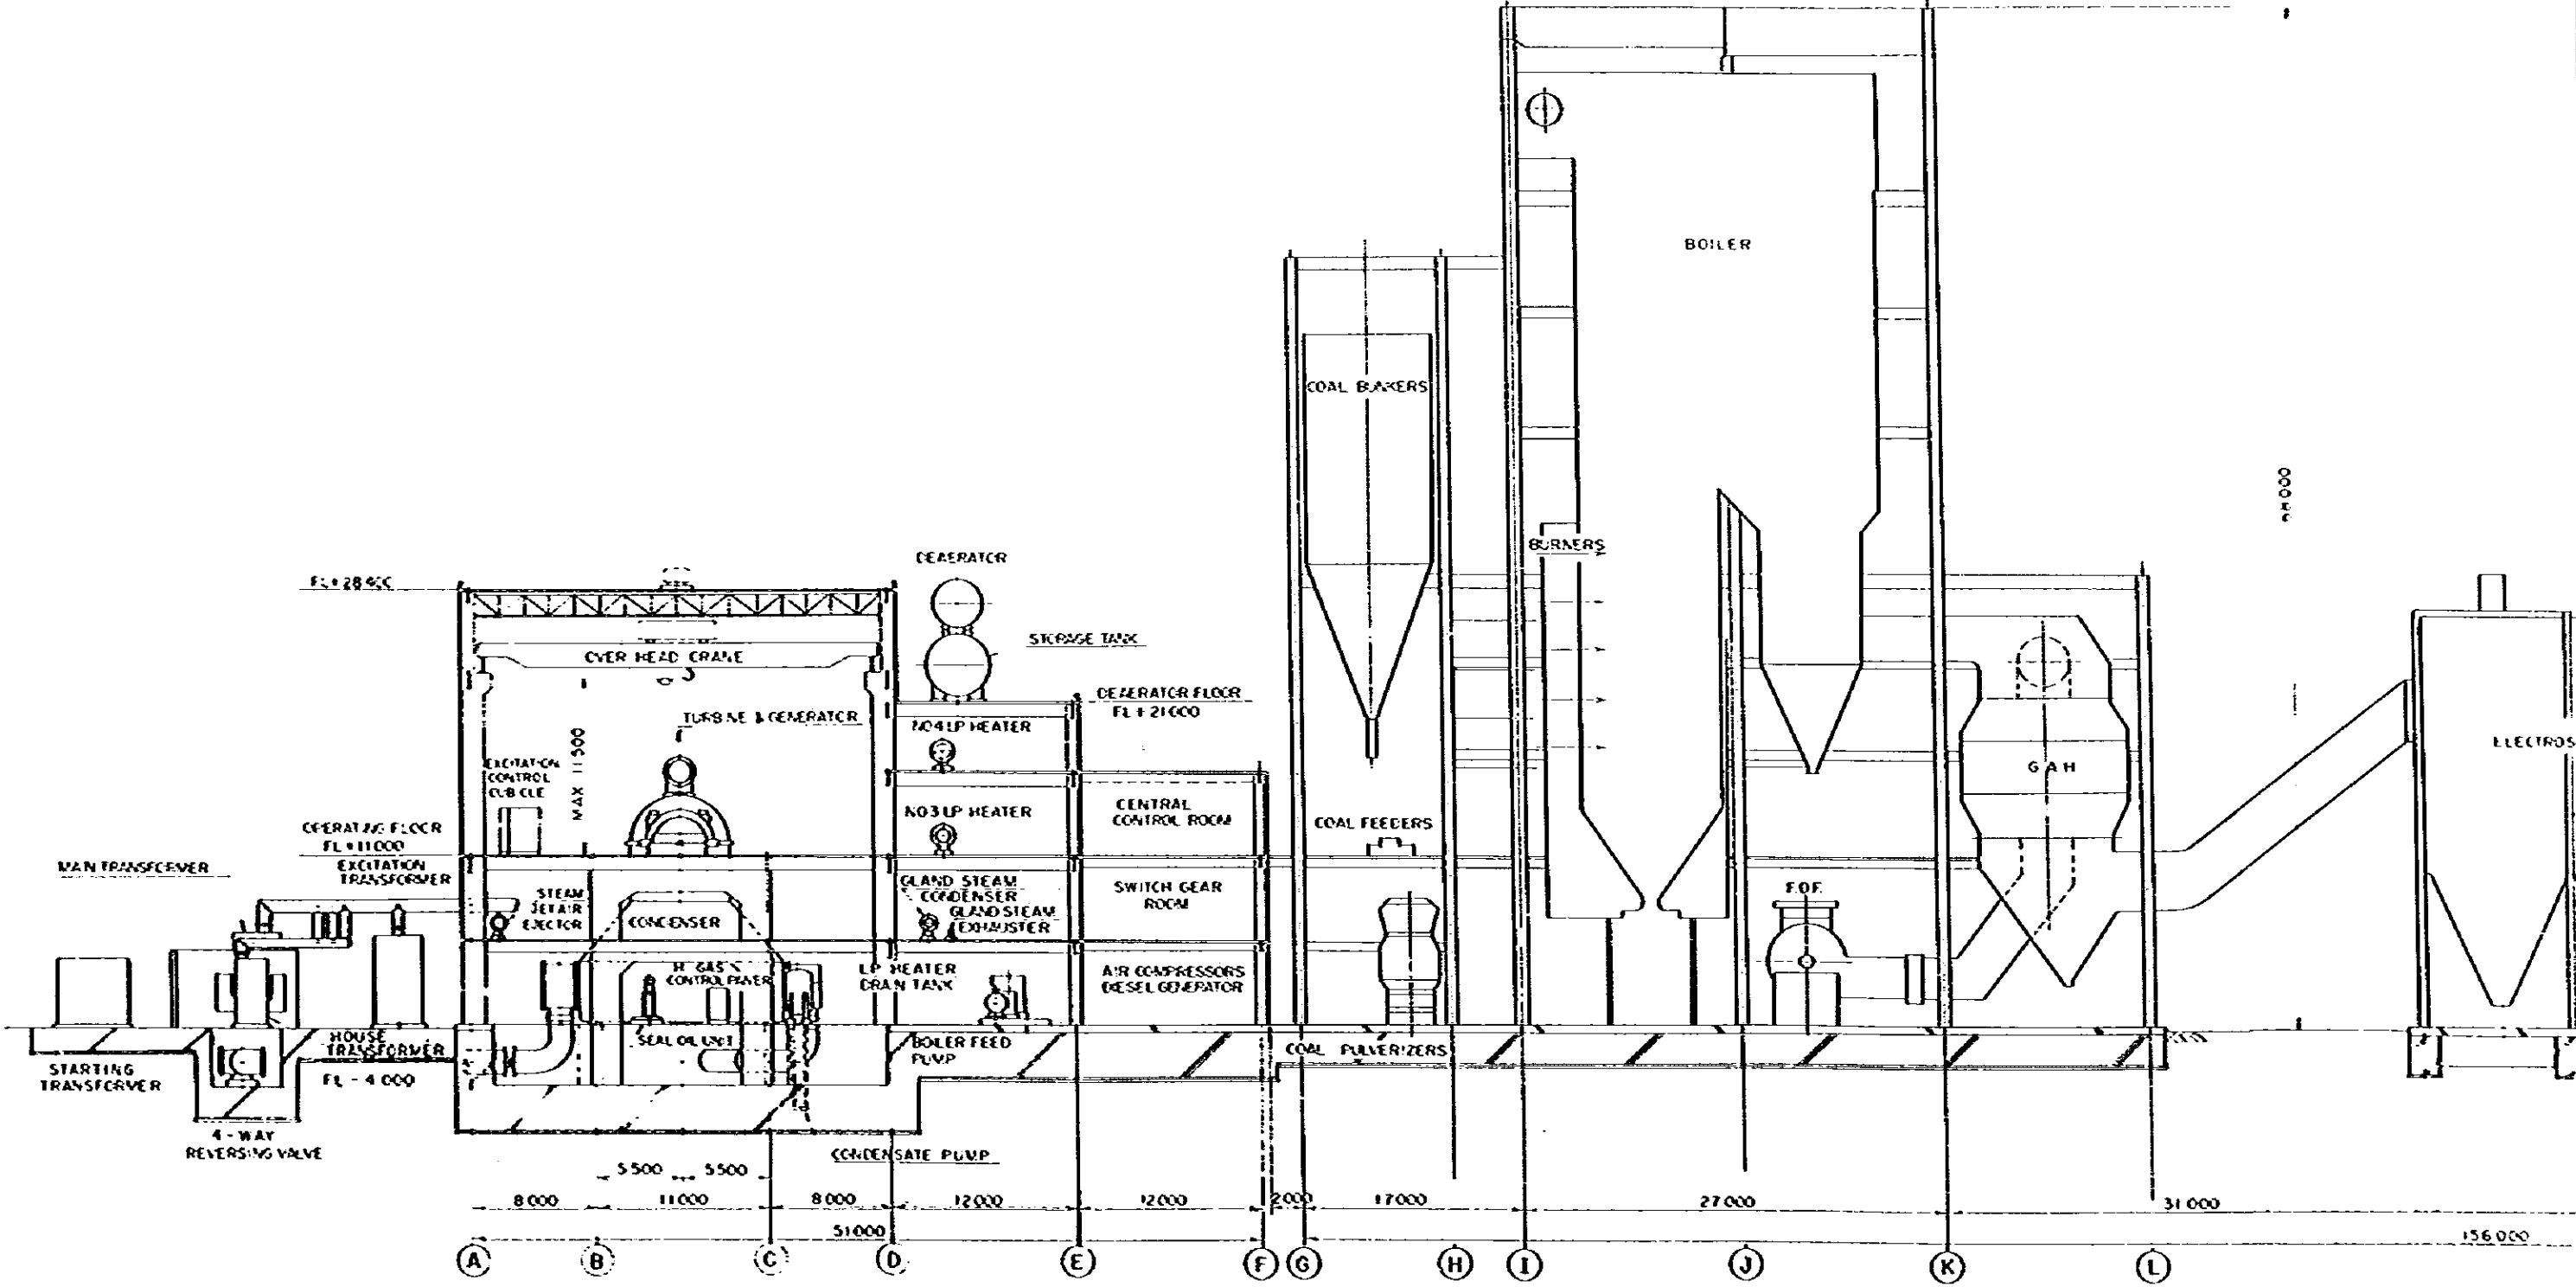 BOILER
COAL BUNKERS
BURNERS
DEAERATOR
STORAGE TANK
OVER HEAD CRANE
DEAERATOR FLOOR
FL + 21000
TURBINE & GENERATOR
NO4 LP HEATER
MAX 11500
EXCITATION
CONTROL
CUBICLE
ELECTROS
G A H
CENTRAL
CONTROL ROOM
NO3 LP HEATER
COAL FEEDERS
OPERATING FLOOR
FL + 11000
MAIN TRANSFORMER
EXCITATION
TRANSFORMER
STEAM
JET AIR
EJECTOR
CONDENSER
GLAND STEAM
CONDENSER
GLAND STEAM
EXHAUSTER
SWITCH GEAR
ROOM
F.D.F.
GAS
LP HEATER
DRAIN TANK
AIR COMPRESSORS
DIESEL GENERATOR
HOUSE
TRANSFORMER
FL - 4 000
SEAL OIL UNIT
BOILER FEED
PUMP
COAL PULVERIZERS
STARTING
TRANSFORMER
4 - WAY
REVERSING VALVE
CONDENSATE PUMP
5500 5500
8000 11000 8000 12000 12000 2000 17000 27000 31000
51000 156000
A B C D E F G H I J K L